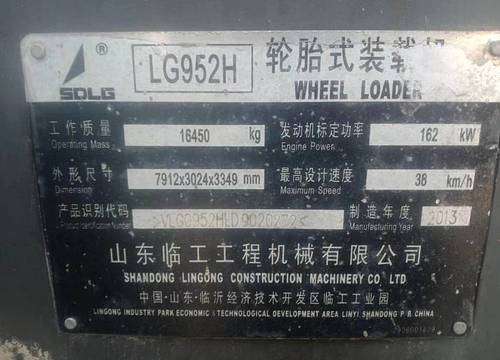 LG952H 轮胎式装载机
SDLG WHEEL LOADER
工作质量 16450 kg 发动机标定功率 162 kW
Operating Mass Engine Power
外形尺寸 7912x3024x3349 mm 最高设计速度 38 km/h
Dimension Maximum Speed
产品识别代码 制造年度 2013
Product Identification Number Manufacturing Year
山东临工工程机械有限公司
SHANDONG LINGONG CONSTRUCTION MACHINERY CO LTD
中国·山东·临沂经济技术开发区临工工业园
LINGONG INDUSTRY PARK ECONOMIC & TECHNOLOGICAL DEVELOPMENT AREA LINYI SHANDONG P R CHINA